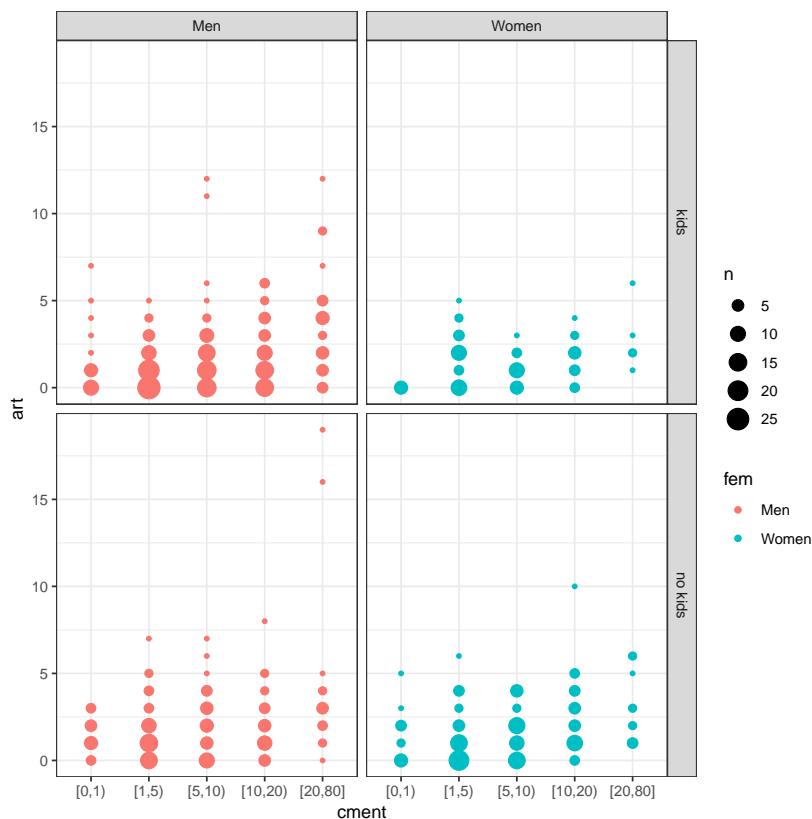 Men
Women
15
10
5
0
kids
15
10
5
0
no kids
art
[0,1)
[1,5)
[5,10)
[10,20)
[20,80]
[0,1)
[1,5)
[5,10)
[10,20)
[20,80]
cment
n
5
10
15
20
25
fem
Men
Women